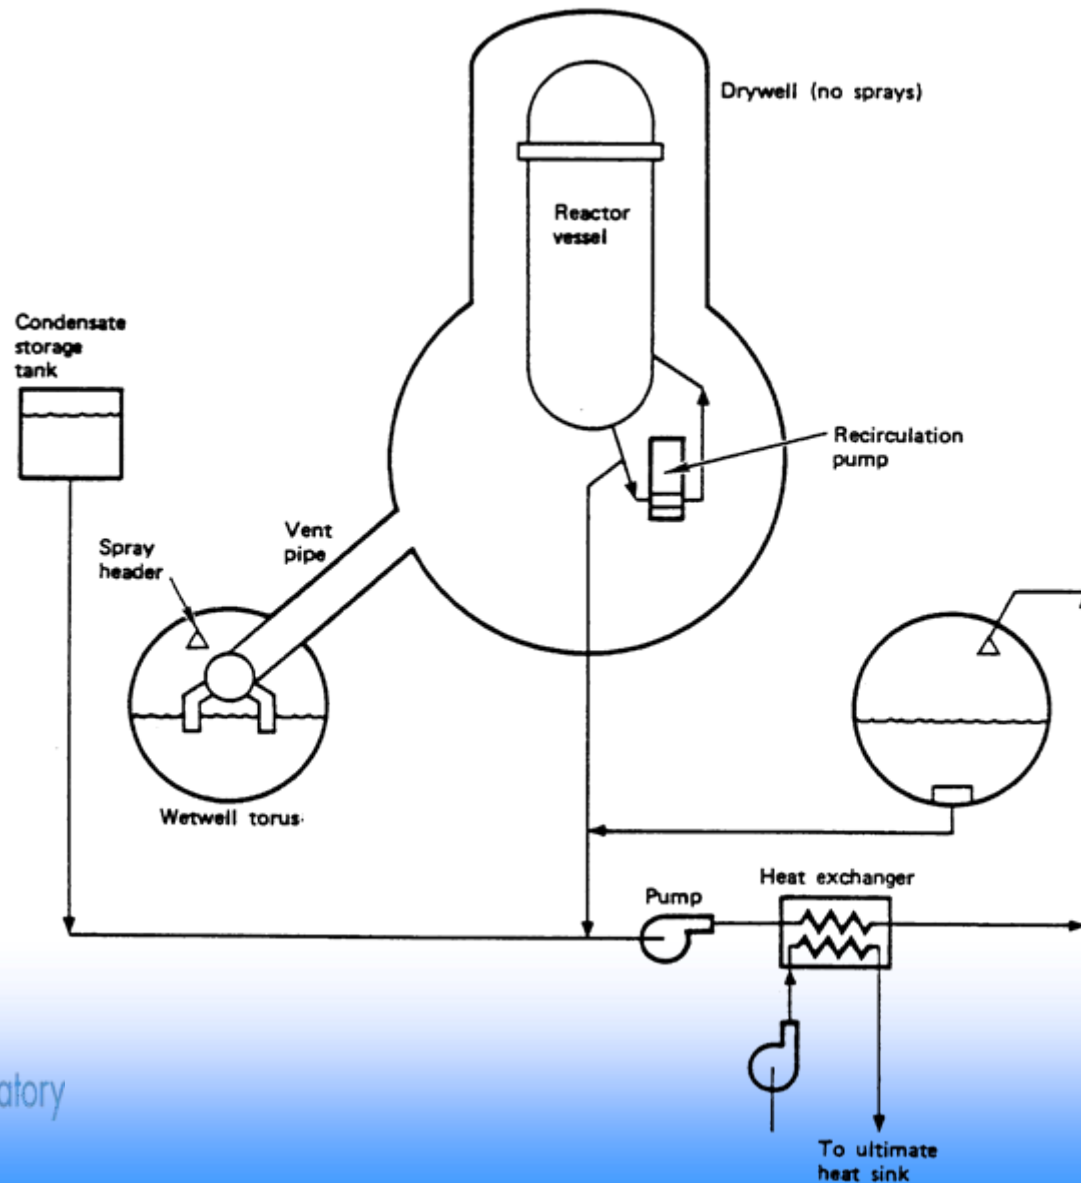 Drywell (no sprays)
Reactor
vessel
Condensate
storage
tank
Recirculation
pump
Vent
pipe
Spray
header
Wetwell torus
Pump
Heat exchanger
atory
To ultimate
heat sink